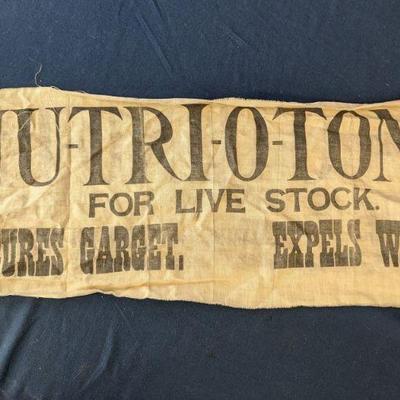 U-TRI-O-TON
FOR LIVE STOCK.
URES GARGET. EXPELS W